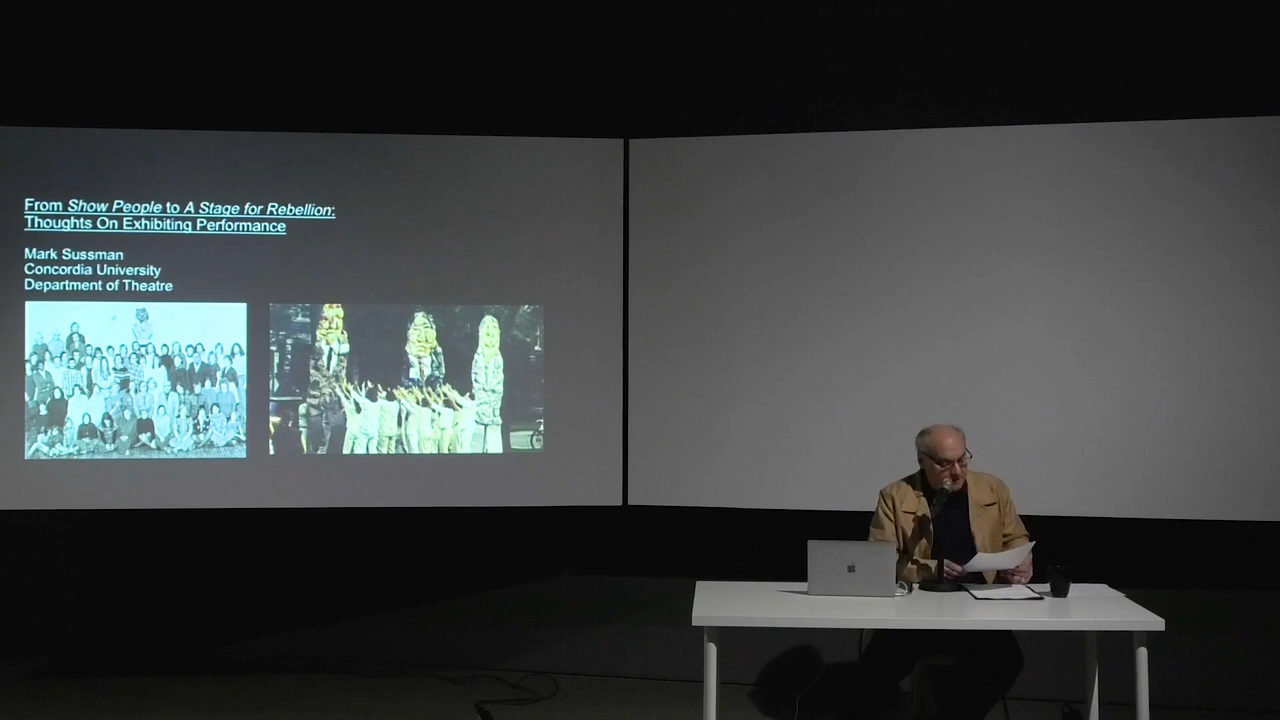 From Show People to A Stage for Rebellion:
Thoughts On Exhibiting Performance
Mark Sussman
Concordia University
Department of Theatre